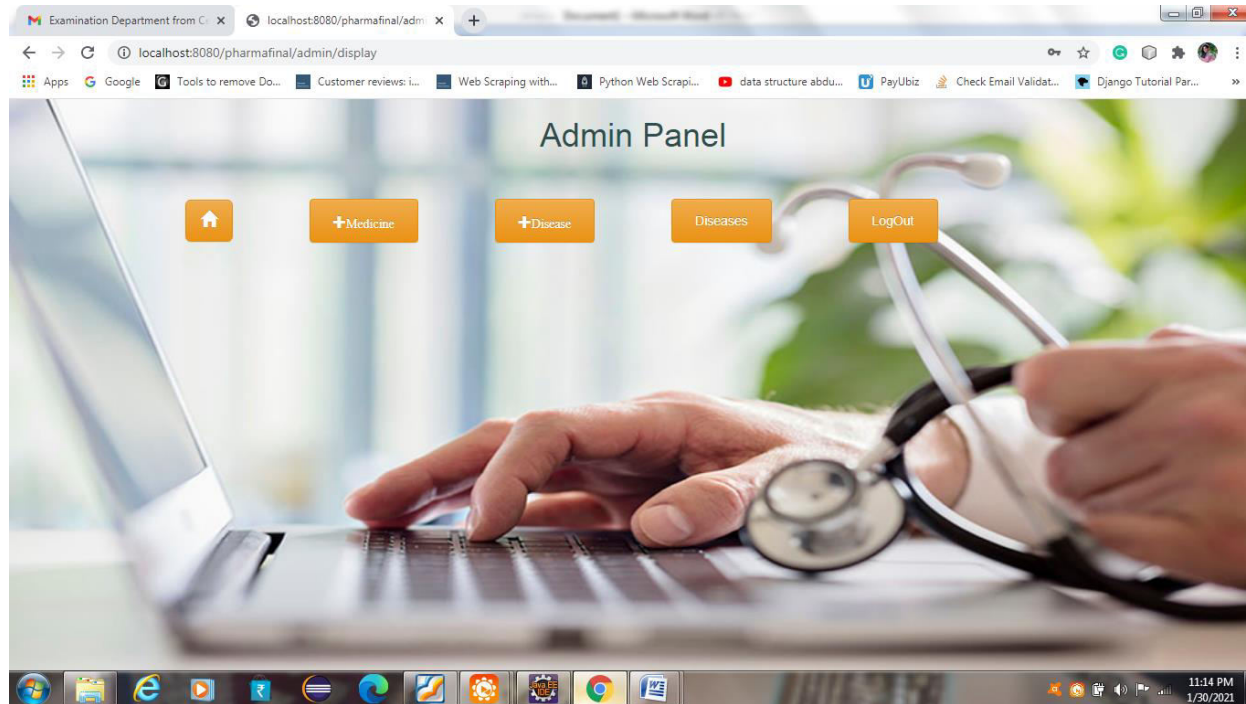 Examination Department from C
localhost:8080/pharmafinal/adm
localhost:8080/pharmafinal/admin/display
Apps Google Tools to remove Do... Customer reviews: i... Web Scraping with... Python Web Scrapi... data structure abdu... PayUbiz Check Email Validat... Django Tutorial Par... »
Admin Panel
+Medicine +Disease Diseases LogOut
11:14 PM
1/30/2021